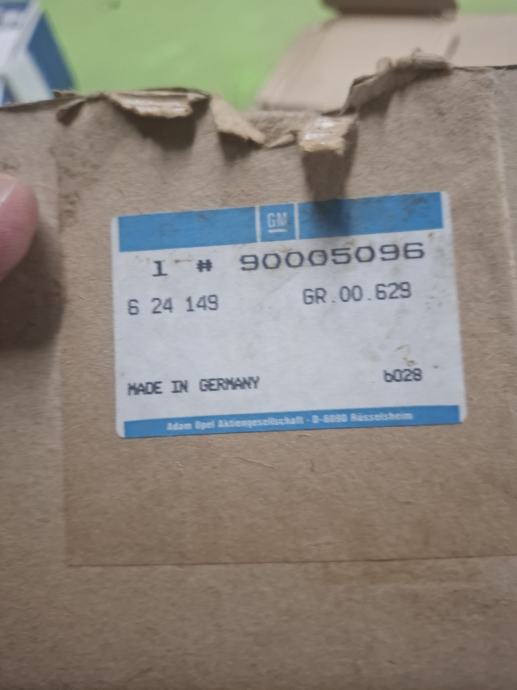 GM
1 # 90005096
6 24 149 GR.00.629
MADE IN GERMANY b028
Adam Opel Aktiengesellschaft · D-6090 Rüsselsheim